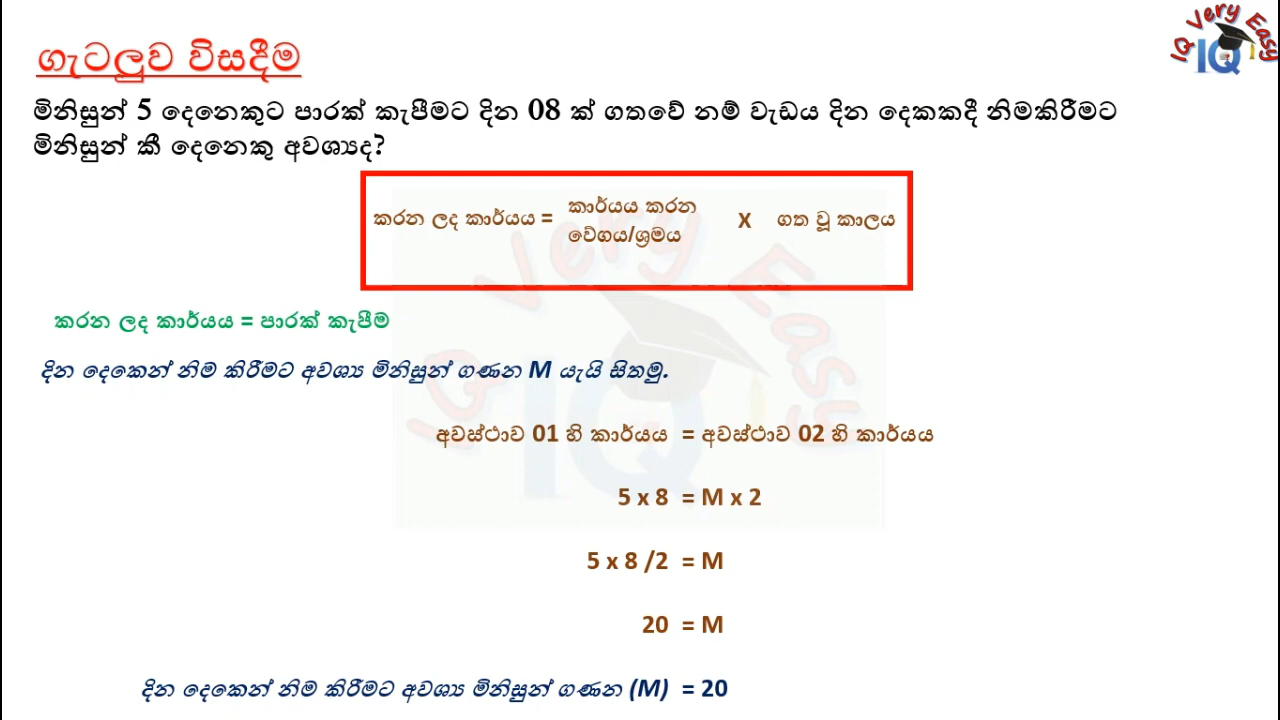 IQ Very Easy
IQ
ගැටලුව විසදීම
මිනිසුන් 5 දෙනෙකුට පාරක් කැපීමට දින 08 ක් ගතවේ නම් වැඩය දින දෙකකදී නිමකිරීමට
මිනිසුන් කී දෙනෙකු අවශ්‍යද?
කරන ලද කාර්යය = කාර්යය කරන වේගය/ශ්‍රමය X ගත වූ කාලය
කරන ලද කාර්යය = පාරක් කැපීම
දින දෙකෙන් නිම කිරීමට අවශ්‍ය මිනිසුන් ගණන M යැයි සිතමු.
අවස්ථාව 01 හි කාර්යය = අවස්ථාව 02 හි කාර්යය
5 x 8 = M x 2
5 x 8 /2 = M
20 = M
දින දෙකෙන් නිම කිරීමට අවශ්‍ය මිනිසුන් ගණන (M) = 20